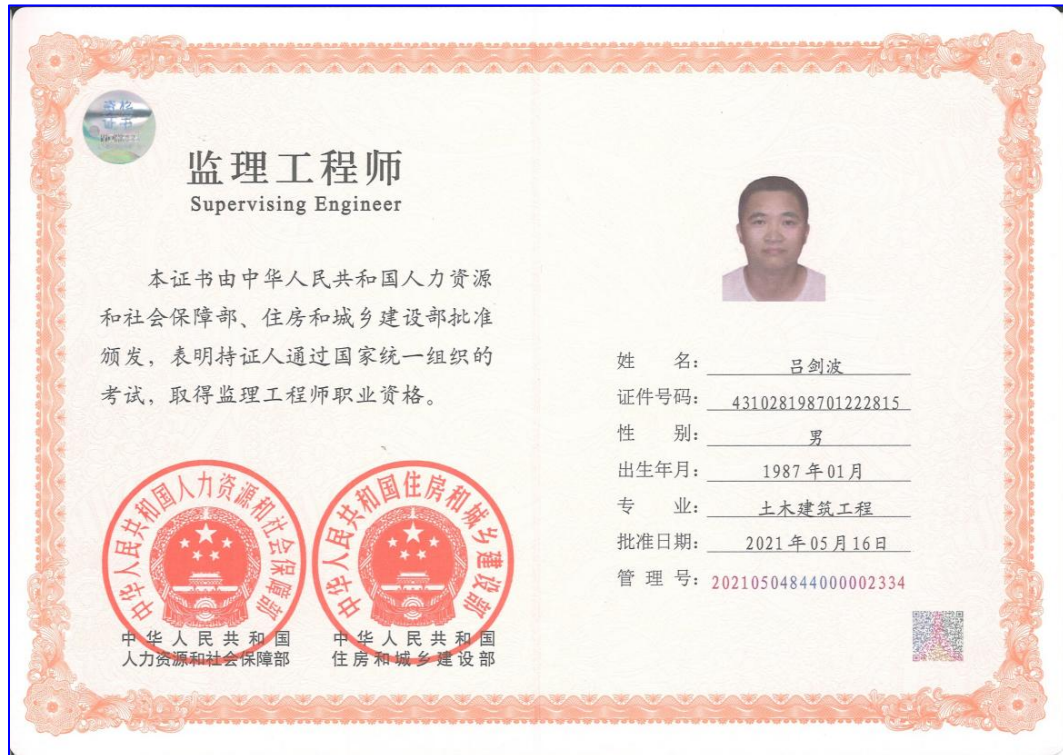 资格
证书
监理工程师
Supervising Engineer
本证书由中华人民共和国人力资源
和社会保障部、住房和城乡建设部批准
颁发，表明持证人通过国家统一组织的
考试，取得监理工程师职业资格。
中华人民共和国人力资源和社会保障部
中华人民共和国
人力资源和社会保障部
中华人民共和国住房和城乡建设部
中华人民共和国
住房和城乡建设部
姓 名： 吕剑波
证件号码： 431028198701222815
性 别： 男
出生年月： 1987年01月
专 业： 土木建筑工程
批准日期： 2021年05月16日
管 理 号： 20210504844000002334